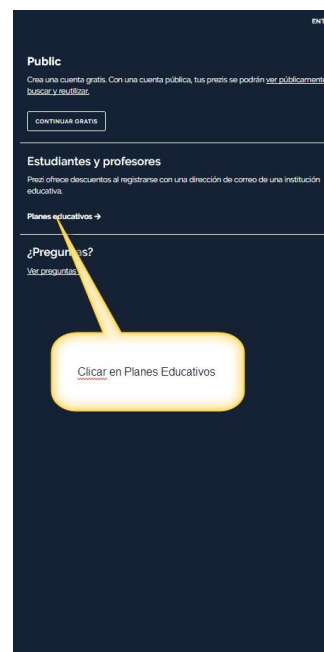 ENT
Public
Crea una cuenta gratis. Con una cuenta pública, tus prezis se podrán ver públicamente
buscar y reutilizar.
CONTINUAR GRATIS
Estudiantes y profesores
Prezi ofrece descuentos al registrarse con una dirección de correo de una institución
educativa.
Planes educativos →
¿Preguntas?
Ver preguntas
Clicar en Planes Educativos